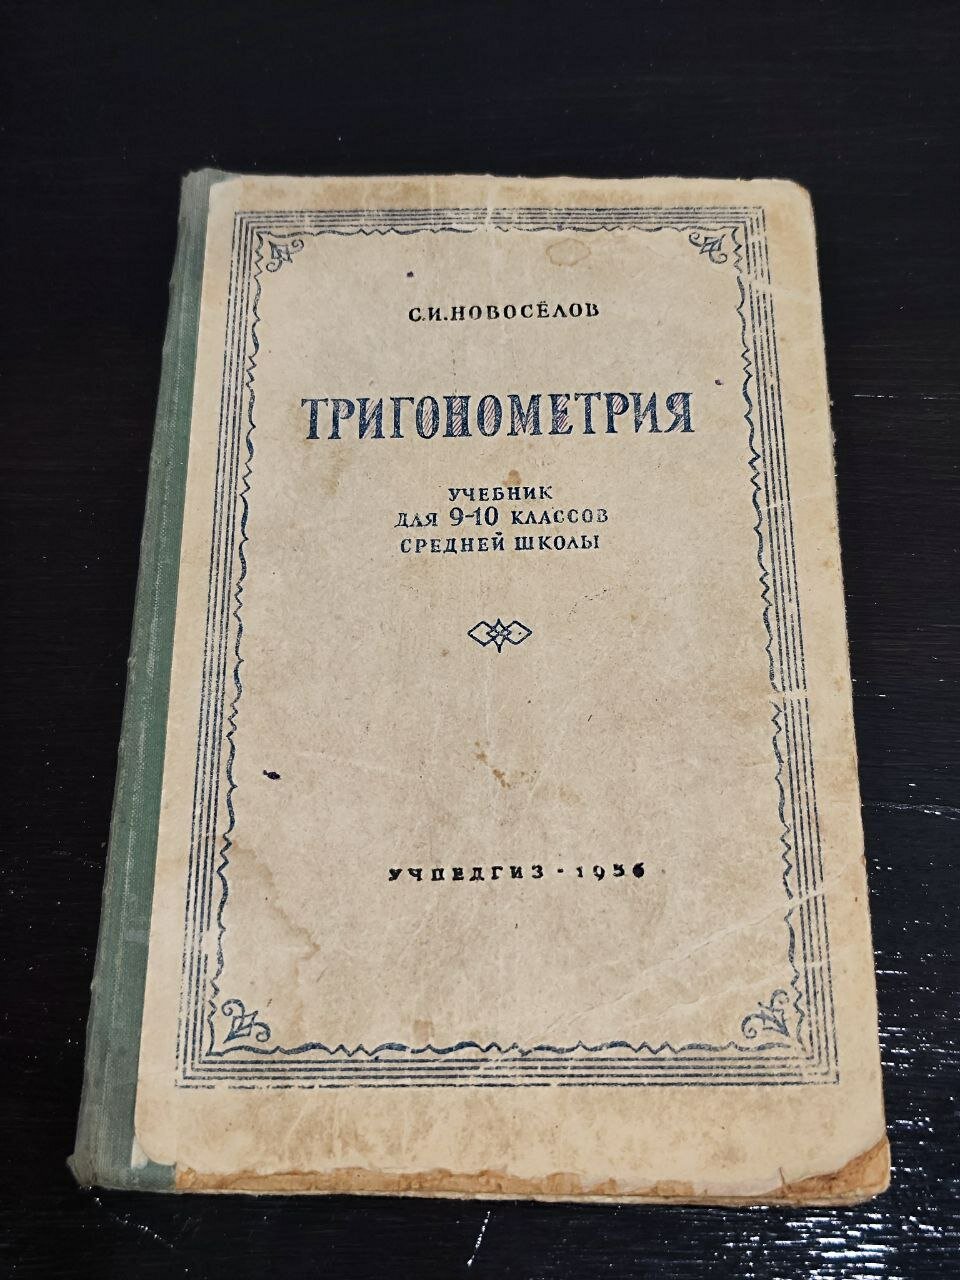 С.И.НОВОСЁЛОВ
ТРИГОНОМЕТРИЯ
УЧЕБНИК
ДЛЯ 9-10 КЛАССОВ
СРЕДНЕЙ ШКОЛЫ
УЧПЕДГИЗ · 1956